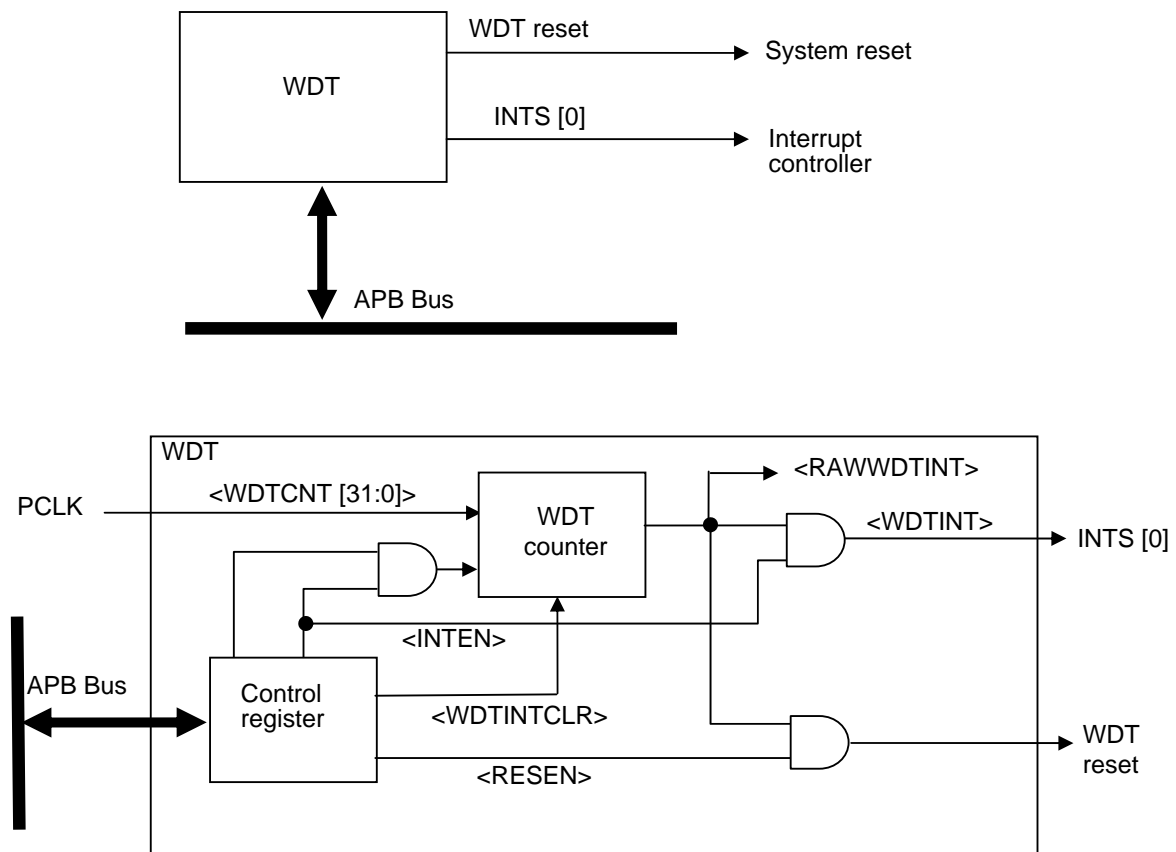 WDT reset
System reset
WDT
INTS [0]
Interrupt
controller
APB Bus
WDT
<RAWWDTINT>
PCLK
<WDTCNT [31:0]>
WDT
counter
<WDTINT>
INTS [0]
<INTEN>
APB Bus
Control
register
<WDTINTCLR>
<RESEN>
WDT
reset